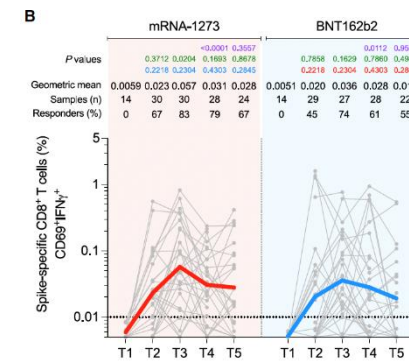 B
mRNA-1273 BNT162b2
<0.0001 0.3557 0.0112
P values 0.3712 0.0204 0.1693 0.8678 0.7858 0.1629 0.7860
0.2218 0.2304 0.4303 0.2845 0.2218 0.2304 0.4303
Geometric mean 0.0059 0.023 0.057 0.031 0.028 0.0051 0.020 0.036 0.028
Samples (n) 14 30 30 28 24 14 29 27 28 22
Responders (%) 0 67 83 79 67 0 45 74 61 55
Spike-specific CD8+ T cells (%)
CD69+IFNγ+
5
1
0.1
0.01
T1 T2 T3 T4 T5 T1 T2 T3 T4 T5